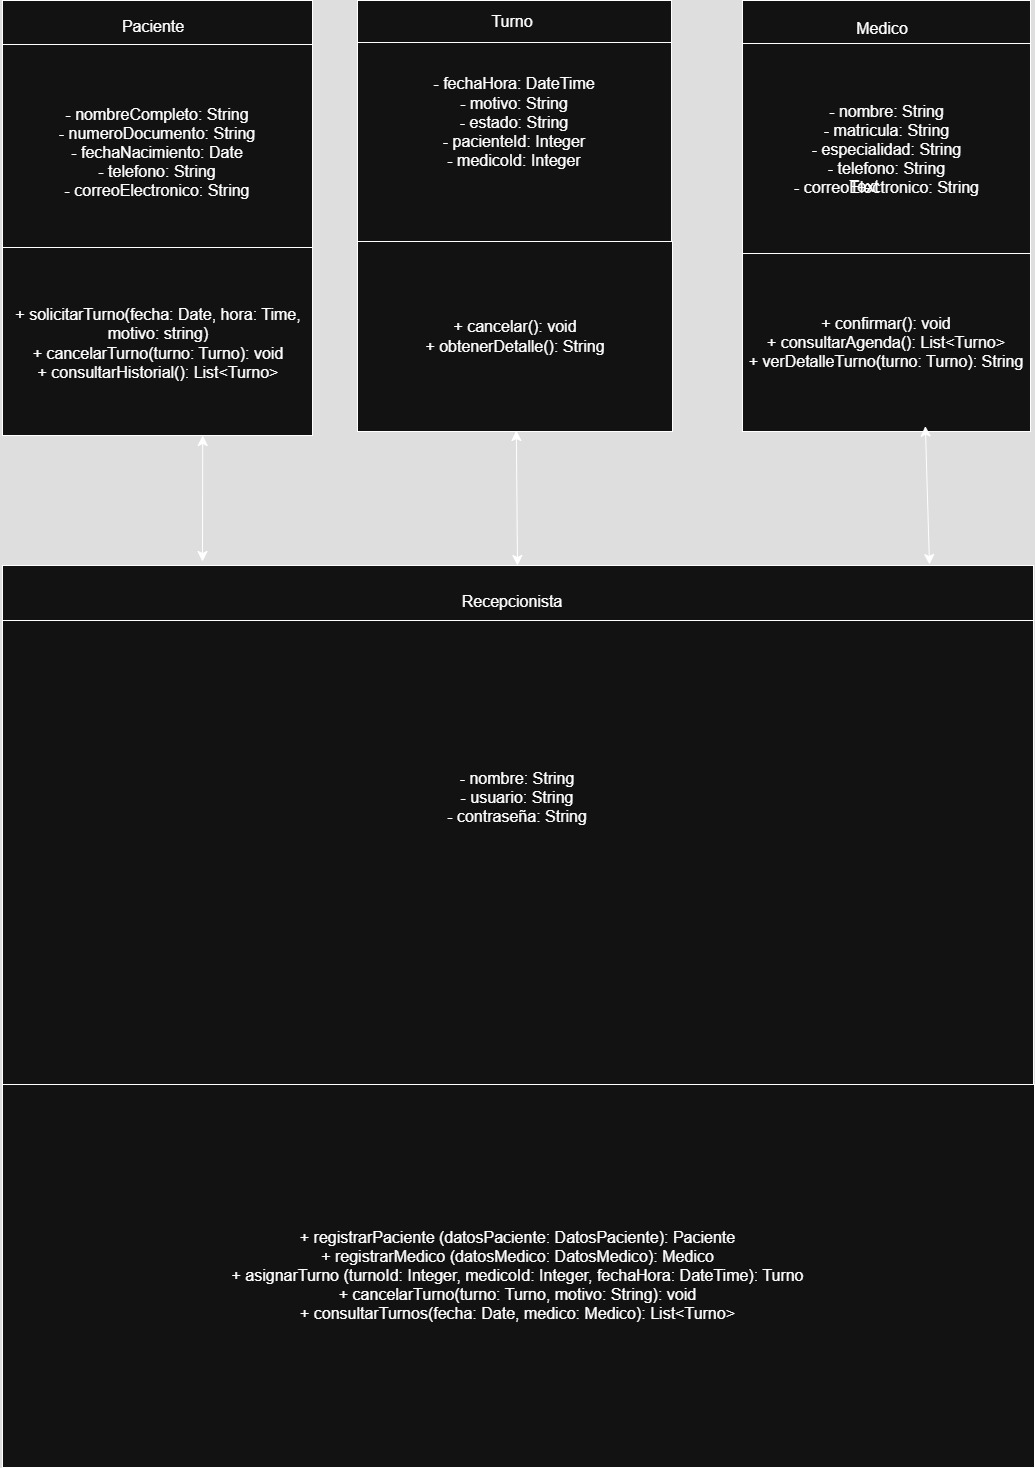 Paciente
- nombreCompleto: String
- numeroDocumento: String
- fechaNacimiento: Date
- telefono: String
- correoElectronico: String
+ solicitarTurno(fecha: Date, hora: Time,
motivo: string)
+ cancelarTurno(turno: Turno): void
+ consultarHistorial(): List<Turno>
Turno
- fechaHora: DateTime
- motivo: String
- estado: String
- pacienteId: Integer
- medicoId: Integer
+ cancelar(): void
+ obtenerDetalle(): String
Medico
- nombre: String
- matricula: String
- especialidad: String
- telefono: String
- correoElectronico: String
Text
+ confirmar(): void
+ consultarAgenda(): List<Turno>
+ verDetalleTurno(turno: Turno): String
Recepcionista
- nombre: String
- usuario: String
- contraseña: String
+ registrarPaciente (datosPaciente: DatosPaciente): Paciente
+ registrarMedico (datosMedico: DatosMedico): Medico
+ asignarTurno (turnoId: Integer, medicoId: Integer, fechaHora: DateTime): Turno
+ cancelarTurno(turno: Turno, motivo: String): void
+ consultarTurnos(fecha: Date, medico: Medico): List<Turno>